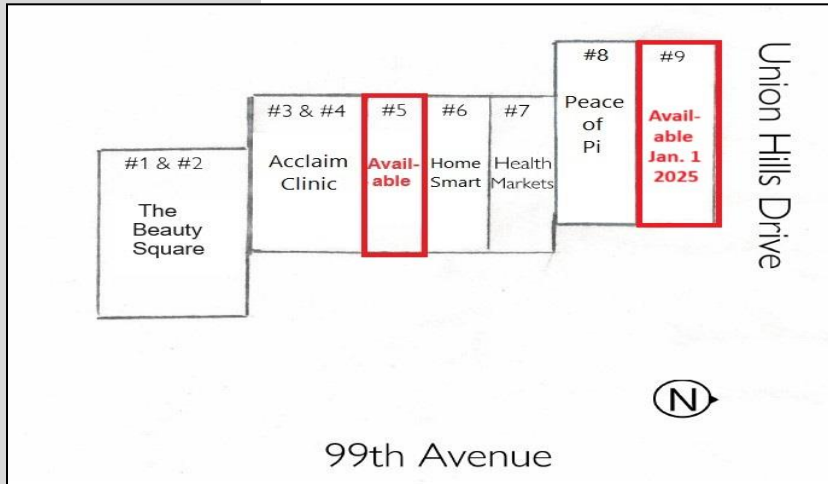 #1 & #2
The
Beauty
Square
#3 & #4
Acclaim
Clinic
#5
Avail-
able
#6
Home
Smart
#7
Health
Markets
#8
Peace
of
Pi
#9
Avail-
able
Jan. 1
2025
Union Hills Drive
N
99th Avenue